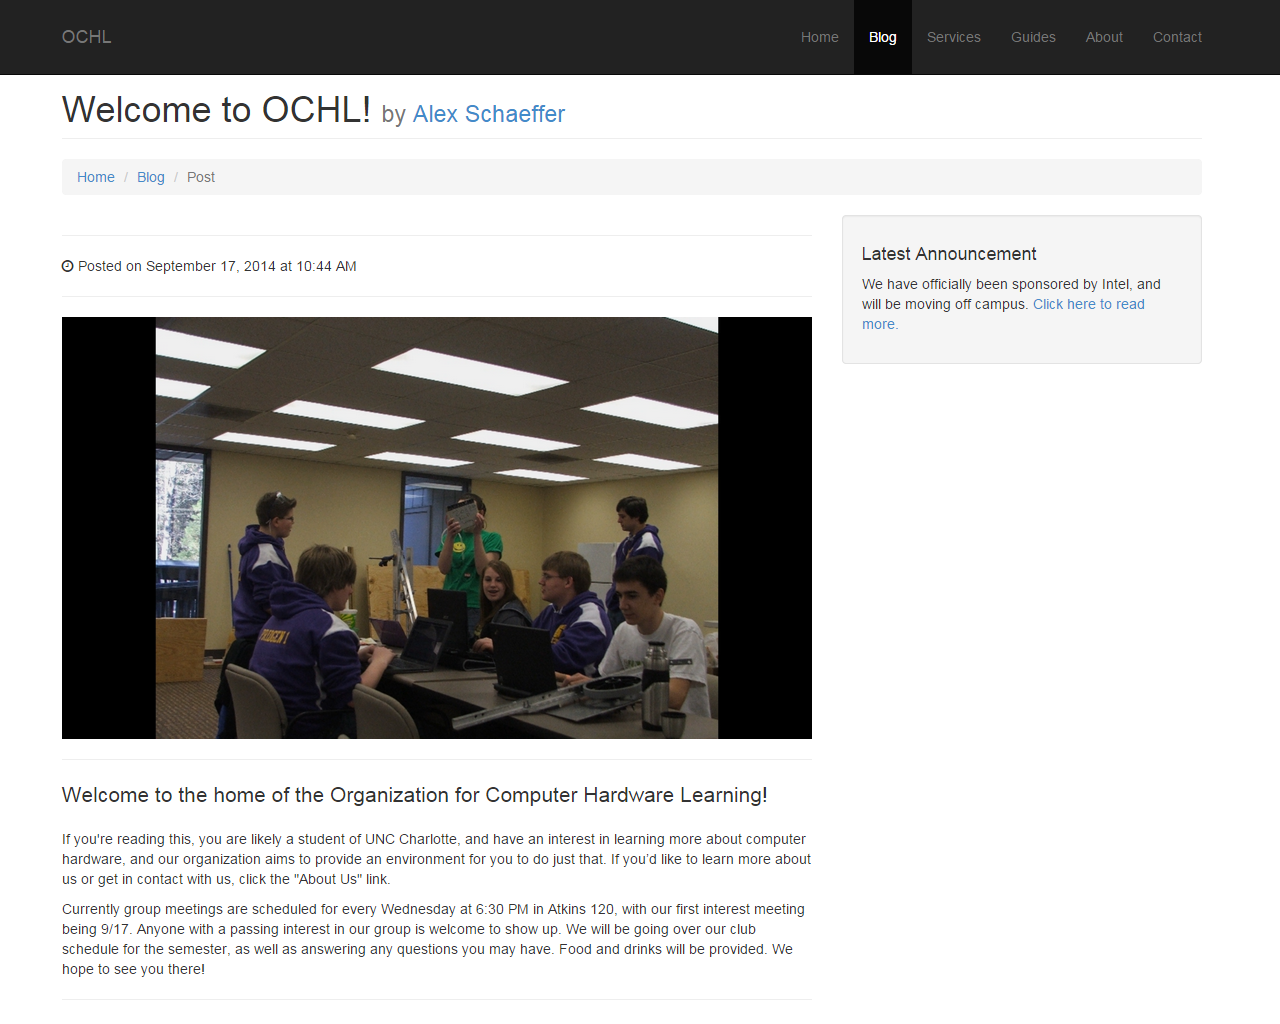 OCHL
Home Blog Services Guides About Contact
Welcome to OCHL! by Alex Schaeffer
Home / Blog / Post
Posted on September 17, 2014 at 10:44 AM
Latest Announcement
We have officially been sponsored by Intel, and
will be moving off campus. Click here to read
more.
Welcome to the home of the Organization for Computer Hardware Learning!
If you're reading this, you are likely a student of UNC Charlotte, and have an interest in learning more about computer
hardware, and our organization aims to provide an environment for you to do just that. If you’d like to learn more about
us or get in contact with us, click the "About Us" link.
Currently group meetings are scheduled for every Wednesday at 6:30 PM in Atkins 120, with our first interest meeting
being 9/17. Anyone with a passing interest in our group is welcome to show up. We will be going over our club
schedule for the semester, as well as answering any questions you may have. Food and drinks will be provided. We
hope to see you there!